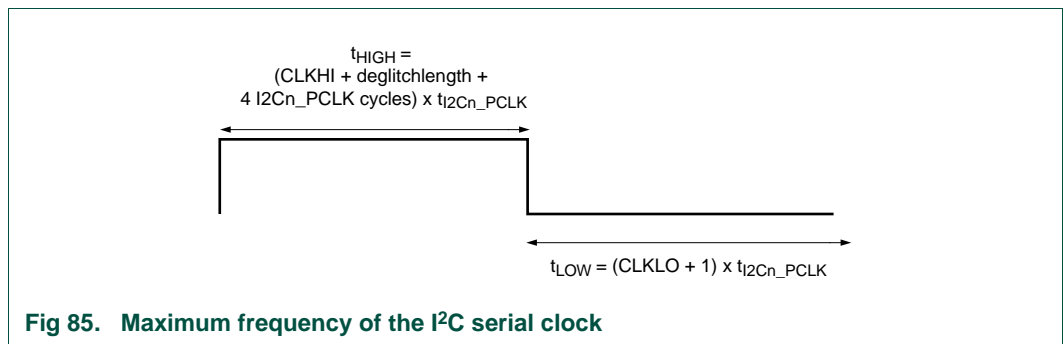 tHIGH =
(CLKHI + deglitchlength +
4 I2Cn_PCLK cycles) x tI2Cn_PCLK
tLOW = (CLKLO + 1) x tI2Cn_PCLK
Fig 85. Maximum frequency of the I²C serial clock